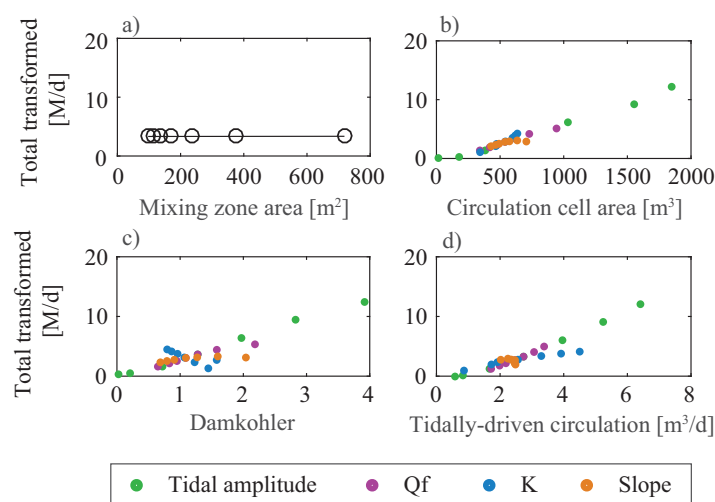 a)
b)
20
10
0
Total transformed
[M/d]
0 200 400 600 800
Mixing zone area [m²]
20
10
0
0 500 1000 1500 2000
Circulation cell area [m³]
c)
d)
20
10
0
Total transformed
[M/d]
0 1 2 3 4
Damkohler
20
10
0
0 2 4 6 8
Tidally-driven circulation [m³/d]
Tidal amplitude Qf K Slope